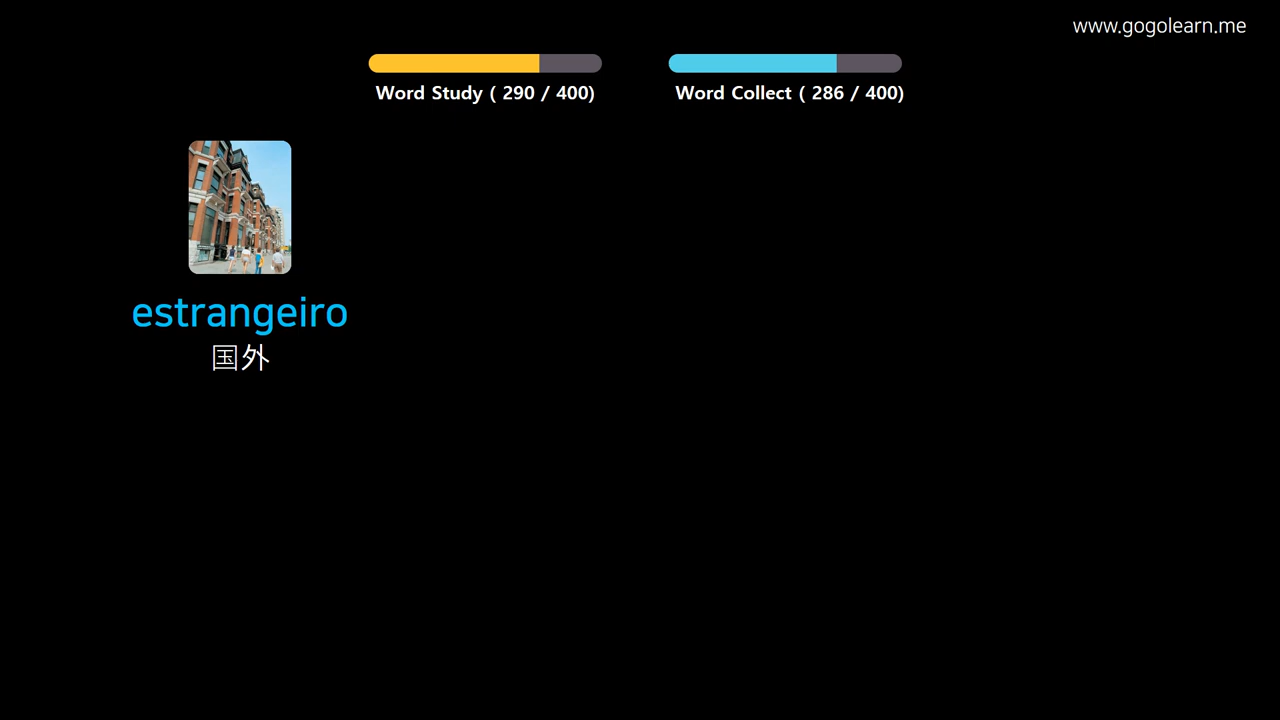 www.gogolearn.me
Word Study ( 290 / 400)
Word Collect ( 286 / 400)
estrangeiro
国外